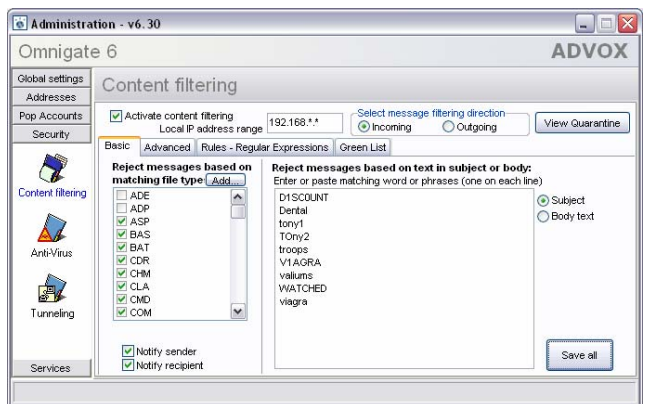 Administration - v6.30
Omnigate 6
ADVOX
Global settings
Addresses
Pop Accounts
Security
Content filtering
Anti-Virus
Tunneling
Services
Content filtering
Activate content filtering
Local IP address range
192.168.*.*
Select message filtering direction
Incoming
Outgoing
View Quarantine
Basic
Advanced
Rules - Regular Expressions
Green List
Reject messages based on
matching file type
Add...
ADE
ADP
ASP
BAS
BAT
CDR
CHM
CLA
CMD
COM
Notify sender
Notify recipient
Reject messages based on text in subject or body:
Enter or paste matching word or phrases (one on each line)
D1SC0UNT
Dental
tony1
TOny2
troops
V1AGRA
valiums
WATCHED
viagra
Subject
Body text
Save all